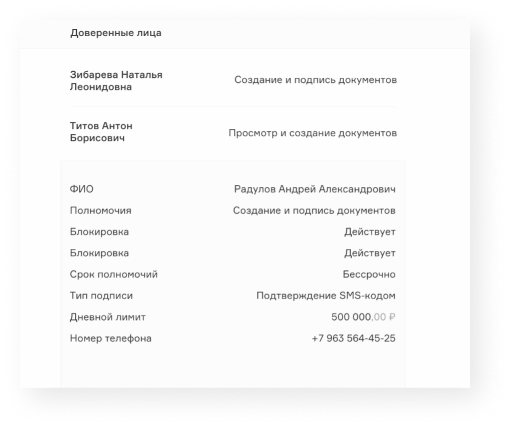 Доверенные лица
Зибарева Наталья
Леонидовна
Создание и подпись документов
Титов Антон
Борисович
Просмотр и создание документов
ФИО Радулов Андрей Александрович
Полномочия Создание и подпись документов
Блокировка Действует
Блокировка Действует
Срок полномочий Бессрочно
Тип подписи Подтверждение SMS-кодом
Дневной лимит 500 000,00 ₽
Номер телефона +7 963 564-45-25